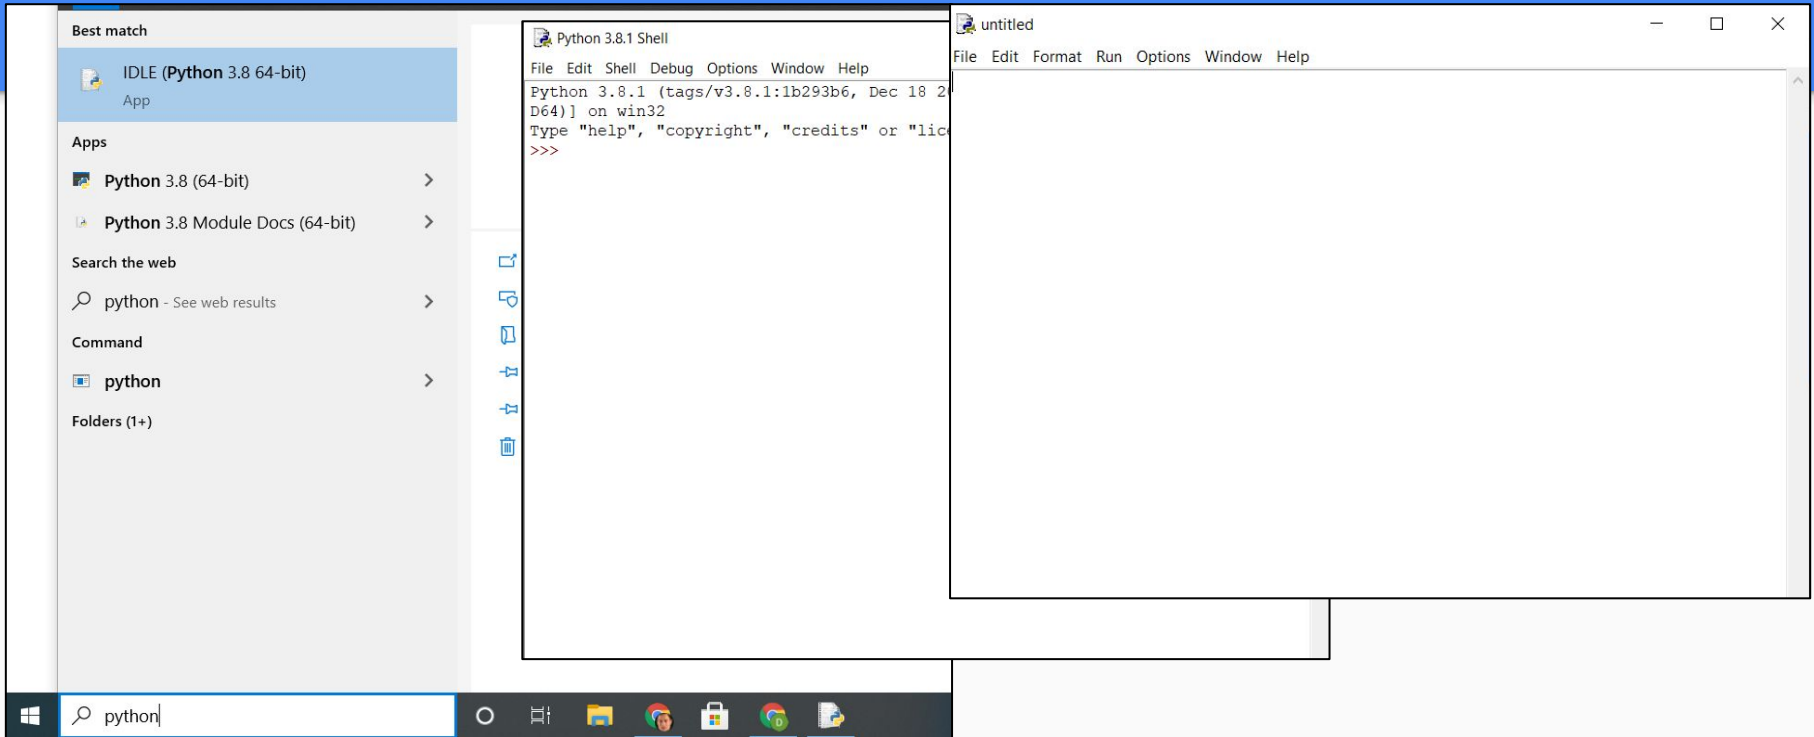 Best match
IDLE (Python 3.8 64-bit)
App
Apps
Python 3.8 (64-bit)
Python 3.8 Module Docs (64-bit)
Search the web
python - See web results
Command
python
Folders (1+)
python
Python 3.8.1 Shell
File Edit Shell Debug Options Window Help
Python 3.8.1 (tags/v3.8.1:1b293b6, Dec 18
D64)] on win32
Type "help", "copyright", "credits" or
>>>
untitled
File Edit Format Run Options Window Help